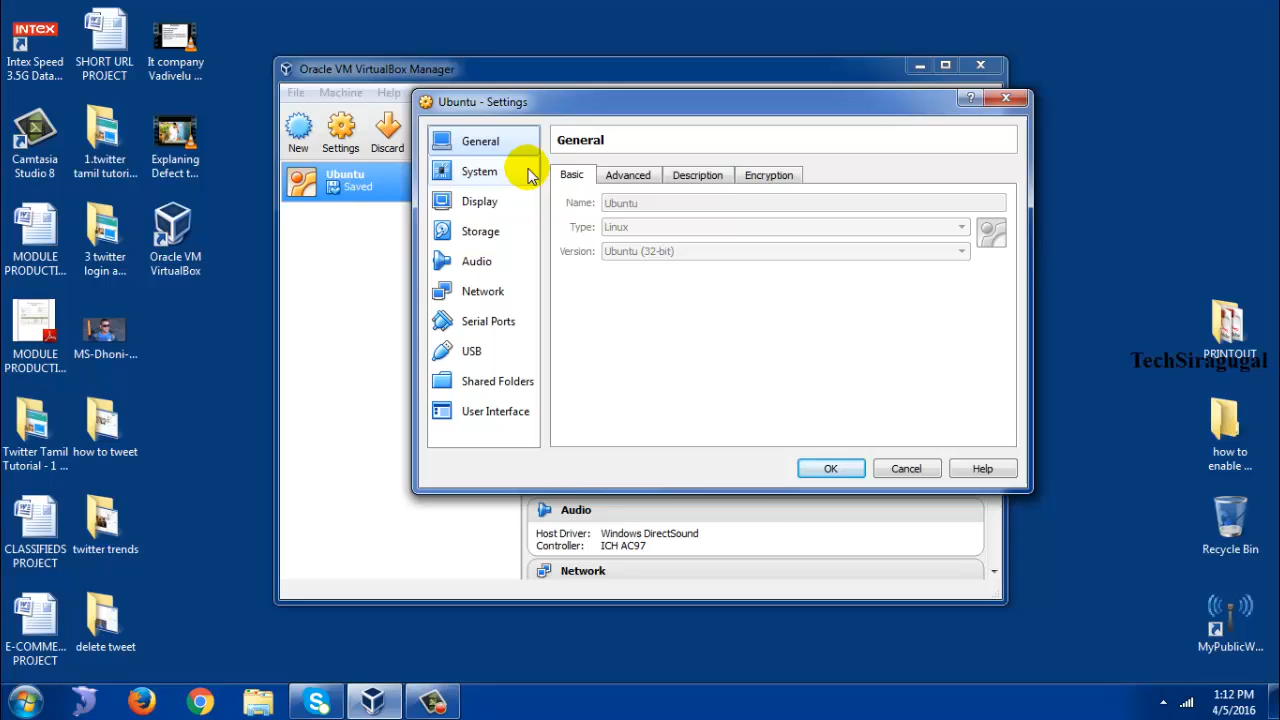 INTEX
Intex Speed
3.5G Data...
SHORT URL
PROJECT
It company
Vadivelu ...
Camtasia
Studio 8
1.twitter
tamil tutori...
Explaning
Defect t...
MODULE
PRODUCTI...
3 twitter
login a...
Oracle VM
VirtualBox
MODULE
PRODUCTI...
MS-Dhoni-...
Twitter Tamil
Tutorial - 1 ...
how to tweet
CLASSIFIEDS
PROJECT
twitter trends
E-COMME...
PROJECT
delete tweet
Oracle VM VirtualBox Manager
File Machine Help
New Settings Discard
Ubuntu
Saved
Ubuntu - Settings
General
System
Display
Storage
Audio
Network
Serial Ports
USB
Shared Folders
User Interface
General
Basic Advanced Description Encryption
Name: Ubuntu
Type: Linux
Version: Ubuntu (32-bit)
OK Cancel Help
Audio
Host Driver: Windows DirectSound
Controller: ICH AC97
Network
PRINTOUT
TechSiragugal
how to
enable ...
Recycle Bin
MyPublicW...
1:12 PM
4/5/2016